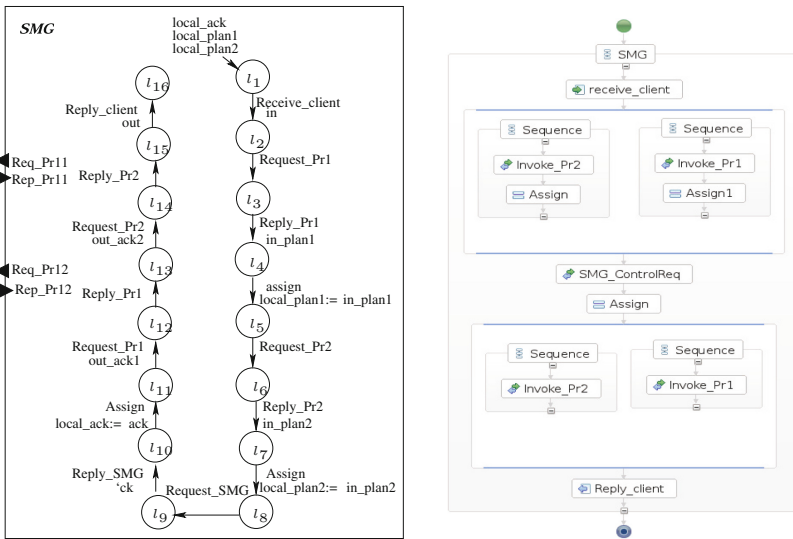 SMG
local_ack
local_plan1
local_plan2
l1
Receive_client
in
l2
Request_Pr1
l3
Reply_Pr1
in_plan1
l4
assign
local_plan1:= in_plan1
l5
Request_Pr2
l6
Reply_Pr2
in_plan2
l7
Assign
local_plan2:= in_plan2
l8
Request_SMG
l9
Reply_SMG
'ck
l10
Assign
local_ack:= ack
l11
Request_Pr1
out_ack1
l12
Reply_Pr1
l13
Request_Pr2
out_ack2
l14
Reply_Pr2
l15
Reply_client
out
l16
Req_Pr11
Rep_Pr11
Req_Pr12
Rep_Pr12
SMG
receive_client
Sequence
Invoke_Pr2
Assign
Sequence
Invoke_Pr1
Assign1
SMG_ControlReq
Assign
Sequence
Invoke_Pr2
Sequence
Invoke_Pr1
Reply_client